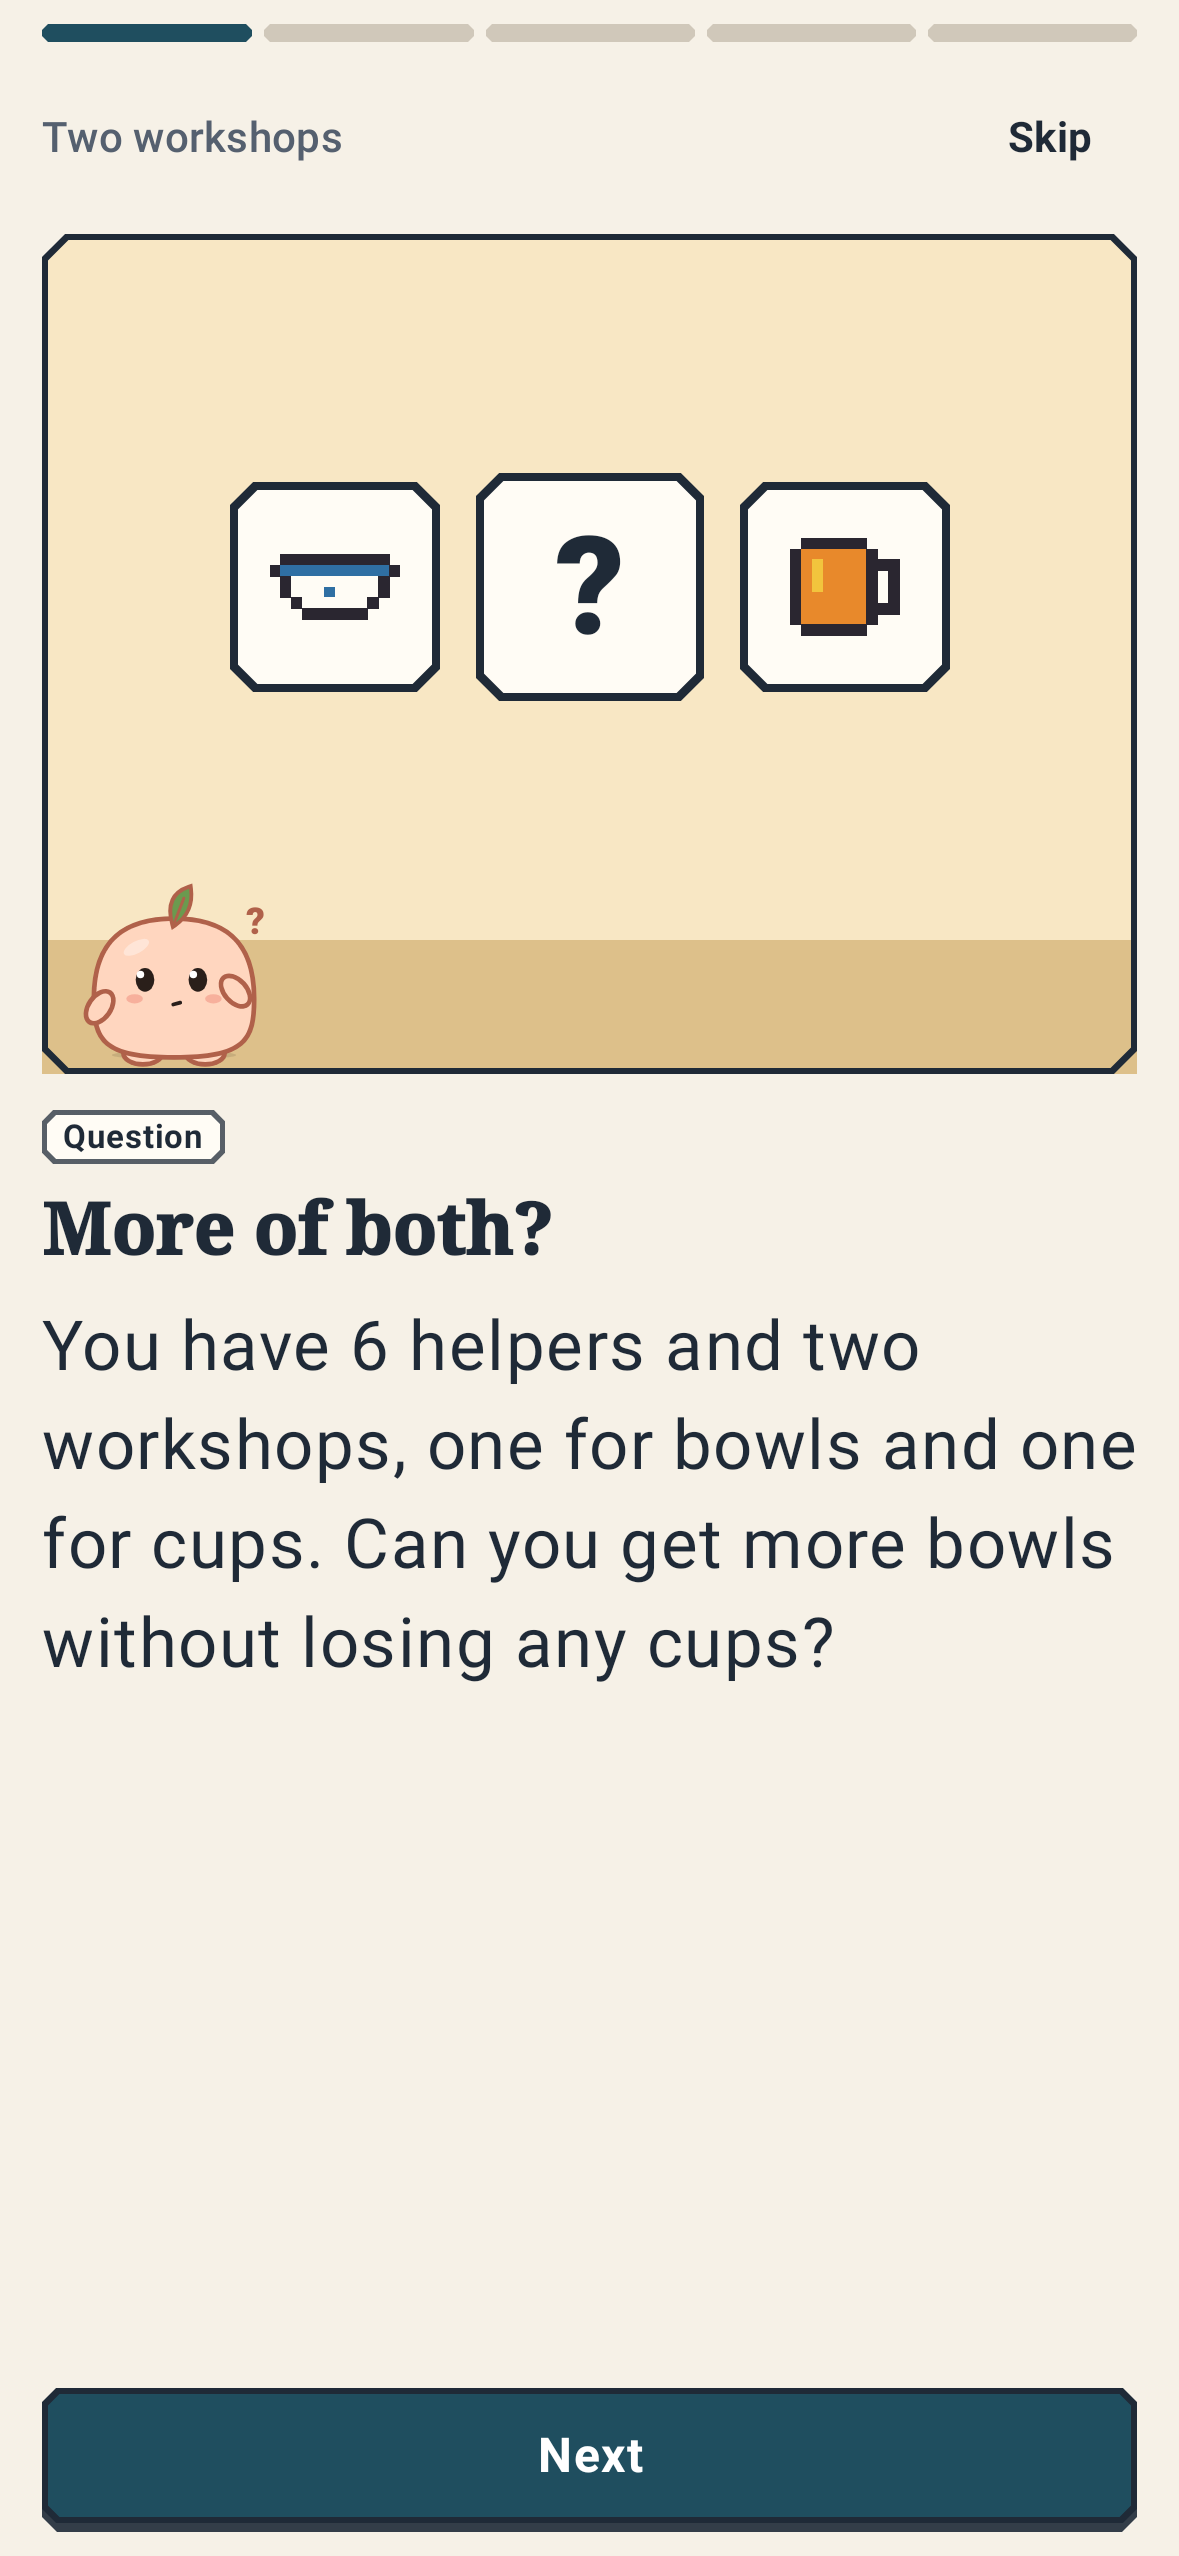 Two workshops
Skip
?
?
Question
More of both?
You have 6 helpers and two
workshops, one for bowls and one
for cups. Can you get more bowls
without losing any cups?
Next